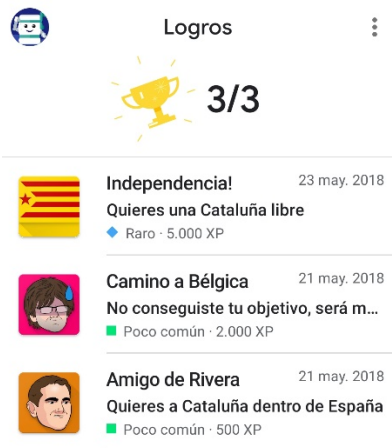 Logros
3/3
Independencia!
23 may. 2018
Quieres una Cataluña libre
Raro · 5.000 XP
Camino a Bélgica
21 may. 2018
No conseguiste tu objetivo, será m...
Poco común · 2.000 XP
Amigo de Rivera
21 may. 2018
Quieres a Cataluña dentro de España
Poco común · 500 XP